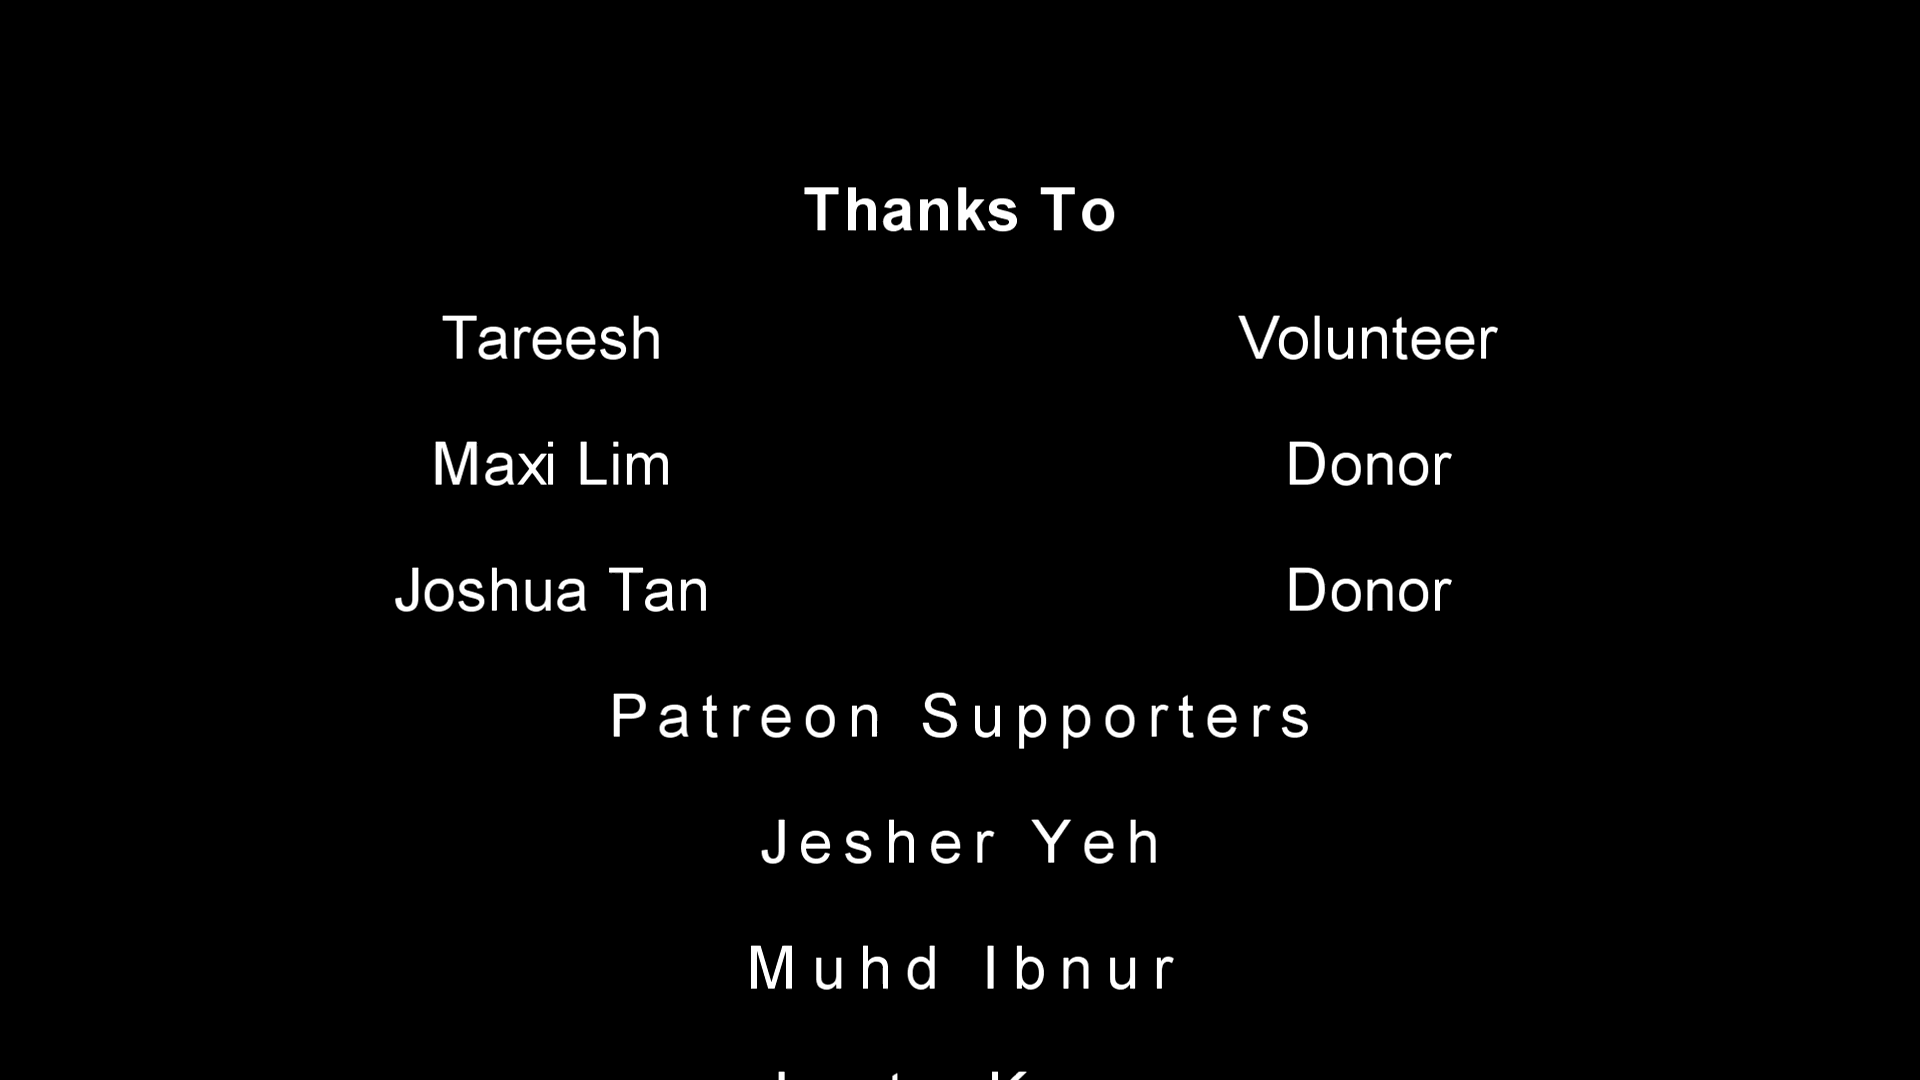 Thanks To
Tareesh Volunteer
Maxi Lim Donor
Joshua Tan Donor
Patreon Supporters
Jesher Yeh
Muhd Ibnur